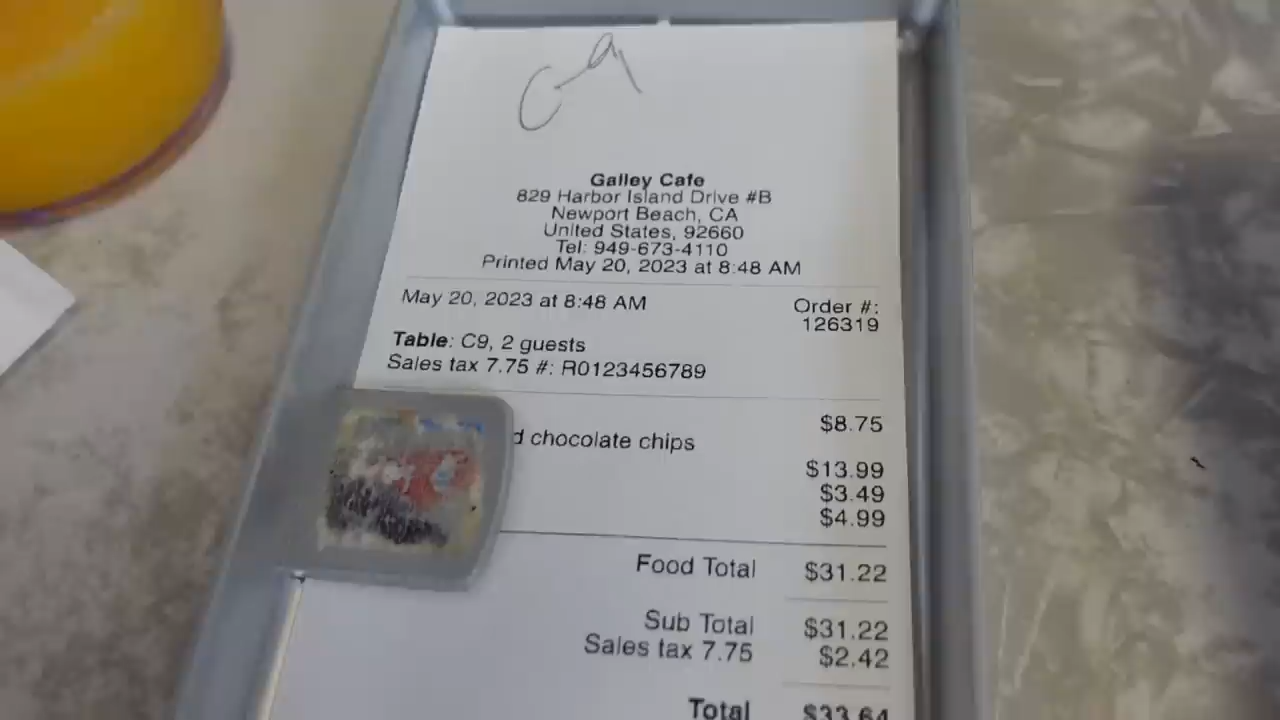 C9
Galley Cafe
829 Harbor Island Drive #B
Newport Beach, CA
United States, 92660
Tel: 949-673-4110
Printed May 20, 2023 at 8:48 AM
May 20, 2023 at 8:48 AM Order #:
126319
Table: C9, 2 guests
Sales tax 7.75 #: R0123456789
$8.75
d chocolate chips
$13.99
$3.49
$4.99
Food Total $31.22
Sub Total $31.22
Sales tax 7.75 $2.42
Total $33.64